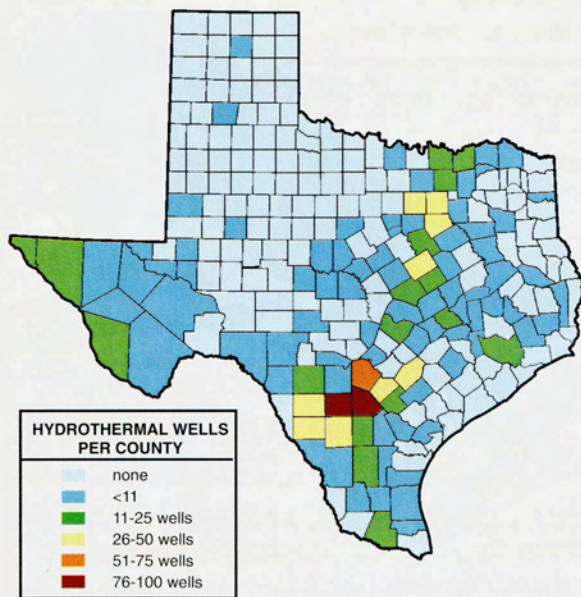 HYDROTHERMAL WELLS
PER COUNTY
none
<11
11-25 wells
26-50 wells
51-75 wells
76-100 wells